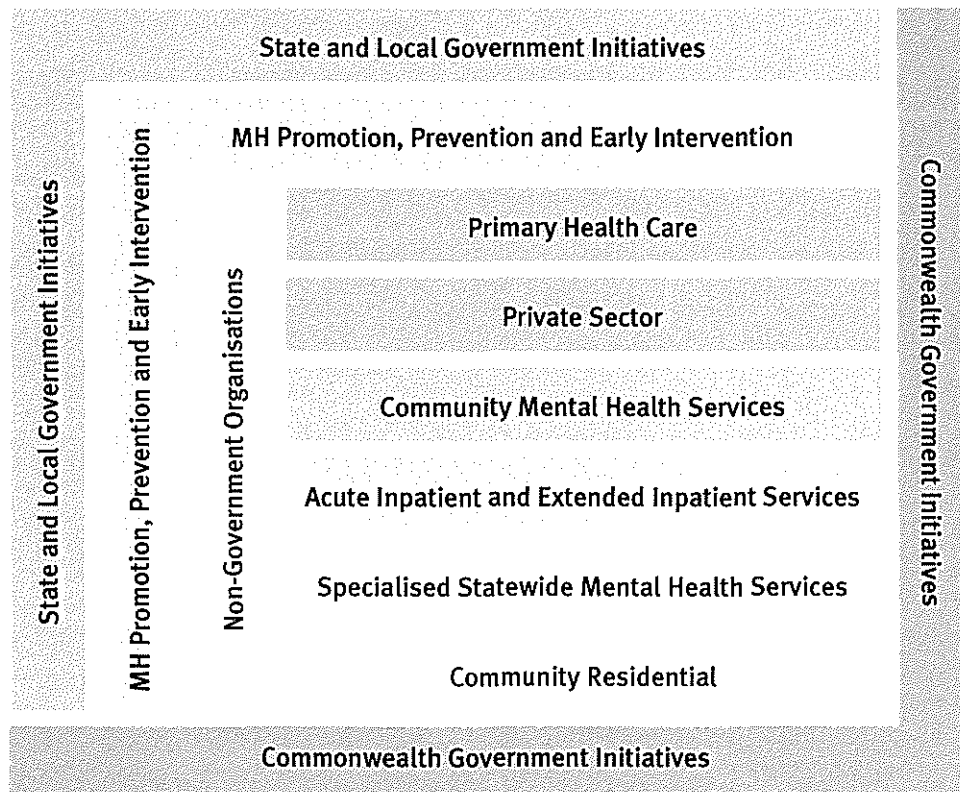 State and Local Government Initiatives
State and Local Government Initiatives
MH Promotion, Prevention and Early Intervention
MH Promotion, Prevention and Early Intervention
Non-Government Organisations
Primary Health Care
Private Sector
Community Mental Health Services
Acute Inpatient and Extended Inpatient Services
Specialised Statewide Mental Health Services
Community Residential
Commonwealth Government Initiatives
Commonwealth Government Initiatives